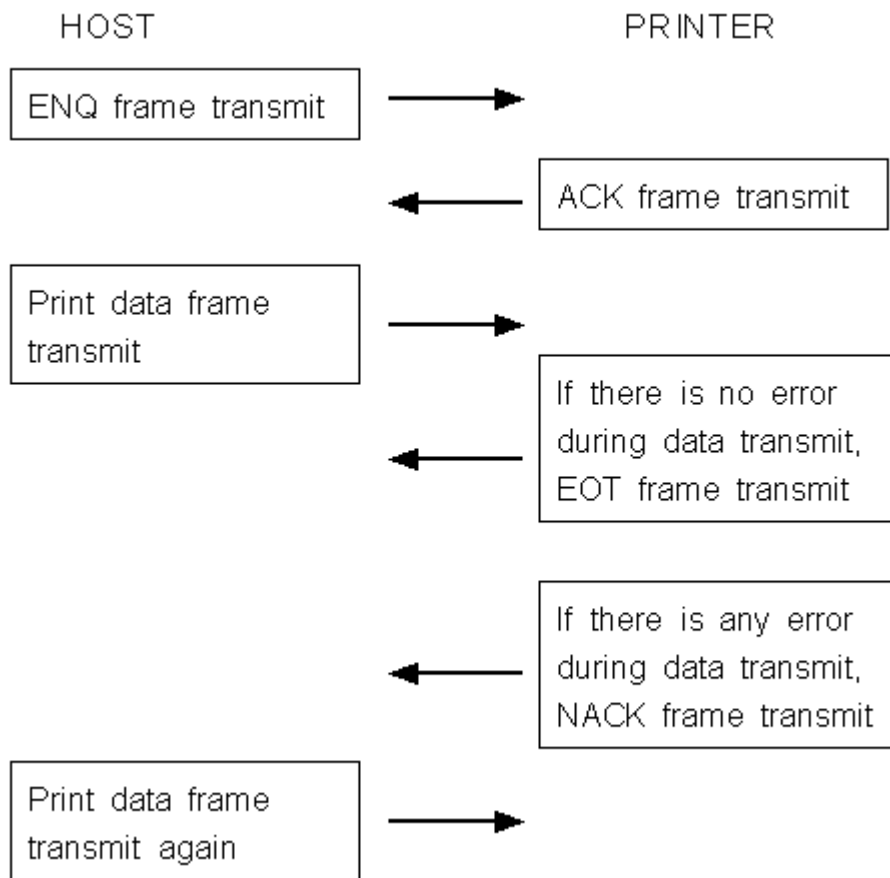 HOST
PRINTER
ENQ frame transmit
ACK frame transmit
Print data frame
transmit
If there is no error
during data transmit,
EOT frame transmit
If there is any error
during data transmit,
NACK frame transmit
Print data frame
transmit again